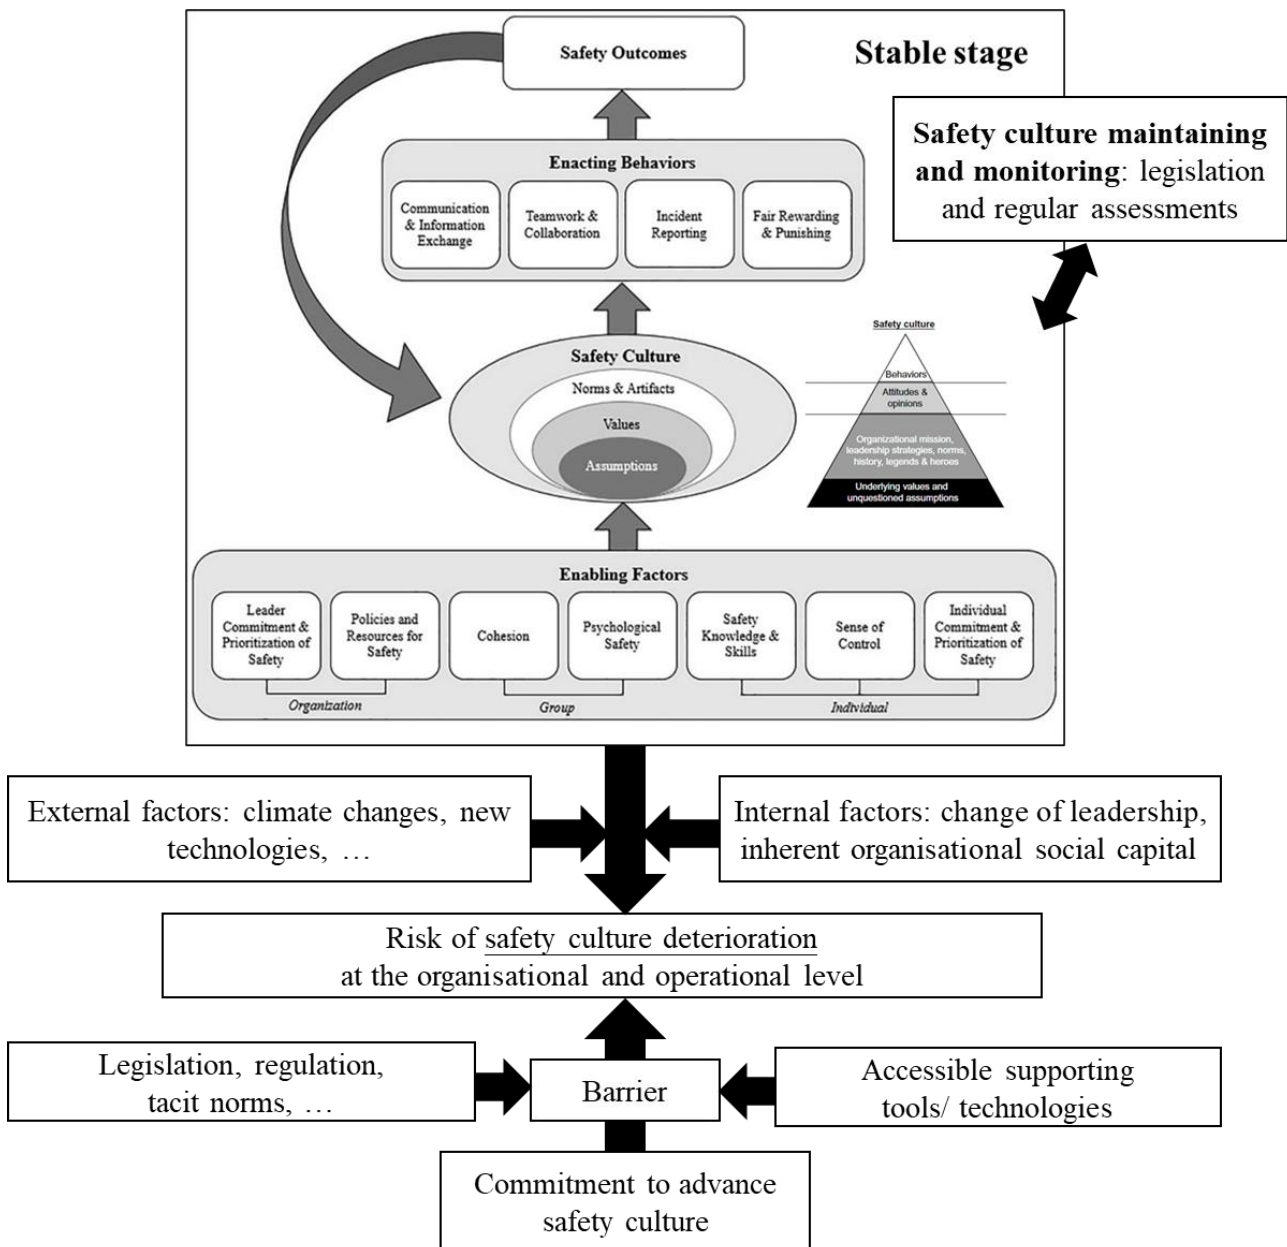 Safety Outcomes
Stable stage
Safety culture maintaining
and monitoring: legislation
and regular assessments
Enacting Behaviors
Communication
& Information
Exchange
Teamwork &
Collaboration
Incident
Reporting
Fair Rewarding
& Punishing
Safety Culture
Norms & Artifacts
Values
Assumptions
Safety culture
Behaviors
Attitudes &
opinions
Organizational mission,
leadership strategies, norms,
history, legends & heroes
Underlying values and
unquestioned assumptions
Enabling Factors
Leader
Commitment &
Prioritization of
Safety
Policies and
Resources for
Safety
Cohesion
Psychological
Safety
Safety
Knowledge &
Skills
Sense of
Control
Individual
Commitment &
Prioritization of
Safety
Organization
Group
Individual
External factors: climate changes, new
technologies, …
Internal factors: change of leadership,
inherent organisational social capital
Risk of safety culture deterioration
at the organisational and operational level
Legislation, regulation,
tacit norms, …
Barrier
Accessible supporting
tools/ technologies
Commitment to advance
safety culture